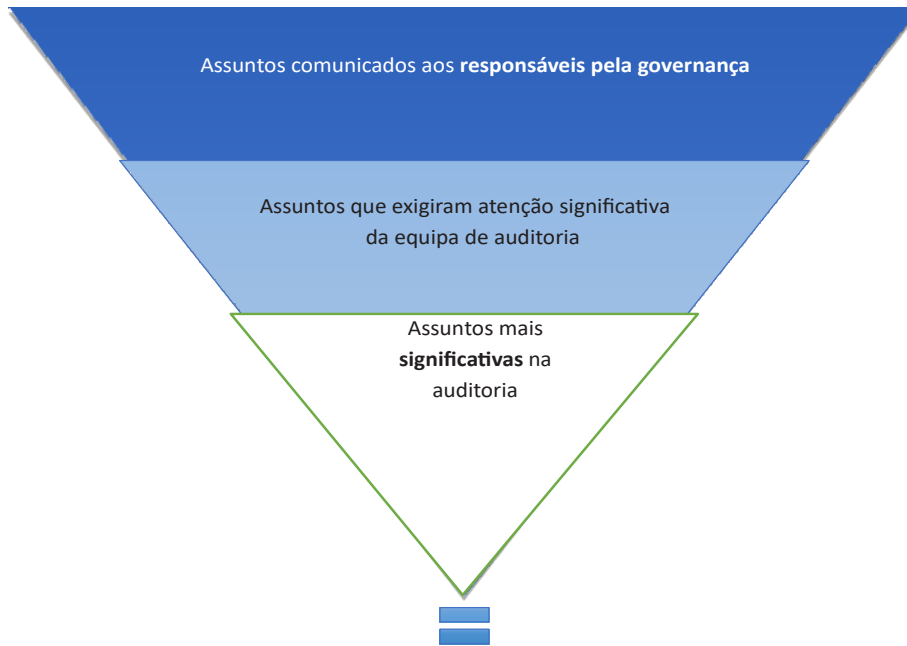 Assuntos comunicados aos responsáveis pela governança
Assuntos que exigiram atenção significativa
da equipa de auditoria
Assuntos mais
significativas na
auditoria